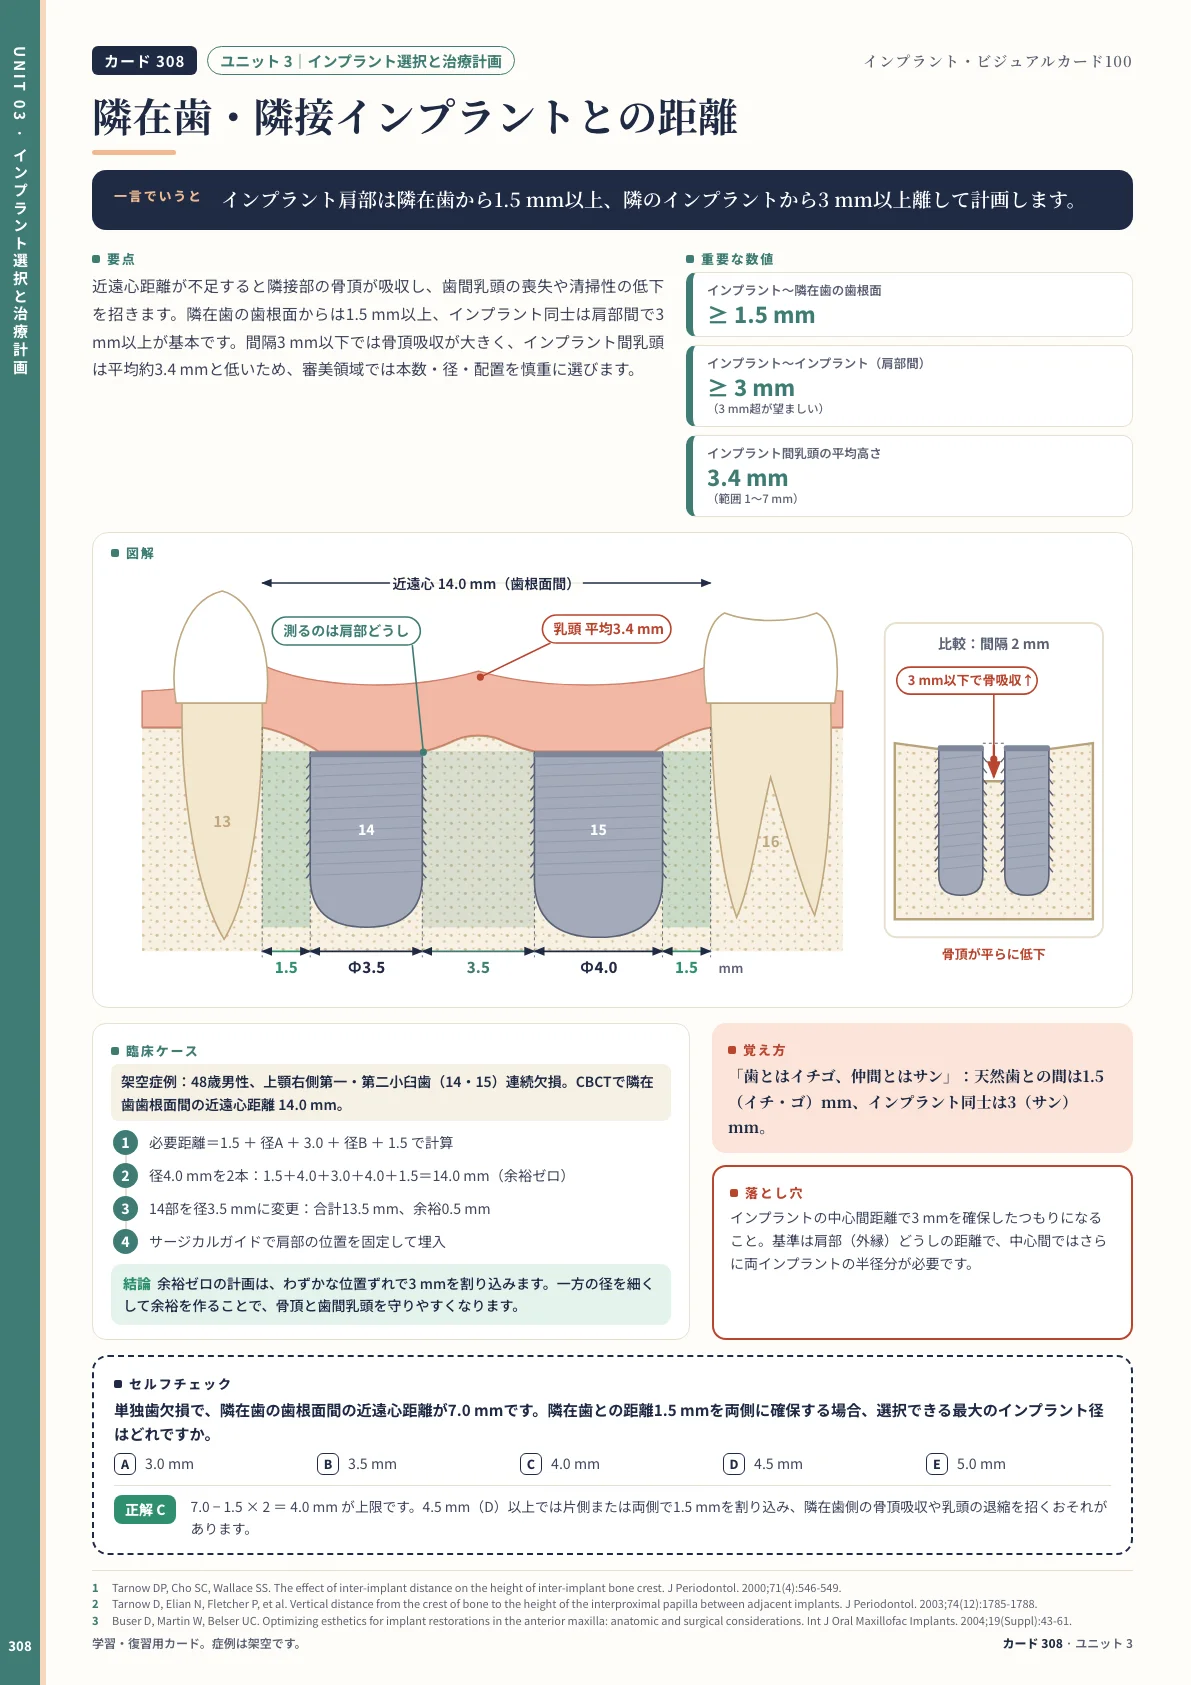 UNIT 03 · インプラント選択と治療計画
カード 308
ユニット 3｜インプラント選択と治療計画
インプラント・ビジュアルカード100
隣在歯・隣接インプラントとの距離
一言でいうと
インプラント肩部は隣在歯から1.5 mm以上、隣のインプラントから3 mm以上離して計画します。
要点
近遠心距離が不足すると隣接部の骨頂が吸収し、歯間乳頭の喪失や清掃性の低下
を招きます。隣在歯の歯根面からは1.5 mm以上、インプラント同士は肩部間で3
mm以上が基本です。間隔3 mm以下では骨頂吸収が大きく、インプラント間乳頭
は平均約3.4 mmと低いため、審美領域では本数・径・配置を慎重に選びます。
重要な数値
インプラント〜隣在歯の歯根面
≥ 1.5 mm
インプラント〜インプラント（肩部間）
≥ 3 mm
（3 mm超が望ましい）
インプラント間乳頭の平均高さ
3.4 mm
（範囲 1〜7 mm）
図解
近遠心 14.0 mm（歯根面間）
測るのは肩部どうし
乳頭 平均3.4 mm
13
14
15
16
1.5
Φ3.5
3.5
Φ4.0
1.5
mm
比較：間隔 2 mm
3 mm以下で骨吸収↑
骨頂が平らに低下
臨床ケース
架空症例：48歳男性、上顎右側第一・第二小臼歯（14・15）連続欠損。CBCTで隣在
歯歯根面間の近遠心距離 14.0 mm。
1 必要距離＝1.5 ＋ 径A ＋ 3.0 ＋ 径B ＋ 1.5 で計算
2 径4.0 mmを2本：1.5＋4.0＋3.0＋4.0＋1.5＝14.0 mm（余裕ゼロ）
3 14部を径3.5 mmに変更：合計13.5 mm、余裕0.5 mm
4 サージカルガイドで肩部の位置を固定して埋入
結論 余裕ゼロの計画は、わずかな位置ずれで3 mmを割り込みます。一方の径を細く
して余裕を作ることで、骨頂と歯間乳頭を守りやすくなります。
覚え方
「歯とはイチゴ、仲間とはサン」：天然歯との間は1.5
（イチ・ゴ）mm、インプラント同士は3（サン）
mm。
落とし穴
インプラントの中心間距離で3 mmを確保したつもりになる
こと。基準は肩部（外縁）どうしの距離で、中心間ではさら
に両インプラントの半径分が必要です。
セルフチェック
単独歯欠損で、隣在歯の歯根面間の近遠心距離が7.0 mmです。隣在歯との距離1.5 mmを両側に確保する場合、選択できる最大のインプラント径
はどれですか。
A 3.0 mm
B 3.5 mm
C 4.0 mm
D 4.5 mm
E 5.0 mm
正解 C
7.0 − 1.5 × 2 ＝ 4.0 mm が上限です。4.5 mm（D）以上では片側または両側で1.5 mmを割り込み、隣在歯側の骨頂吸収や乳頭の退縮を招くおそれが
あります。
1 Tarnow DP, Cho SC, Wallace SS. The effect of inter-implant distance on the height of inter-implant bone crest. J Periodontol. 2000;71(4):546-549.
2 Tarnow D, Elian N, Fletcher P, et al. Vertical distance from the crest of bone to the height of the interproximal papilla between adjacent implants. J Periodontol. 2003;74(12):1785-1788.
3 Buser D, Martin W, Belser UC. Optimizing esthetics for implant restorations in the anterior maxilla: anatomic and surgical considerations. Int J Oral Maxillofac Implants. 2004;19(Suppl):43-61.
308
学習・復習用カード。症例は架空です。
カード 308 · ユニット 3